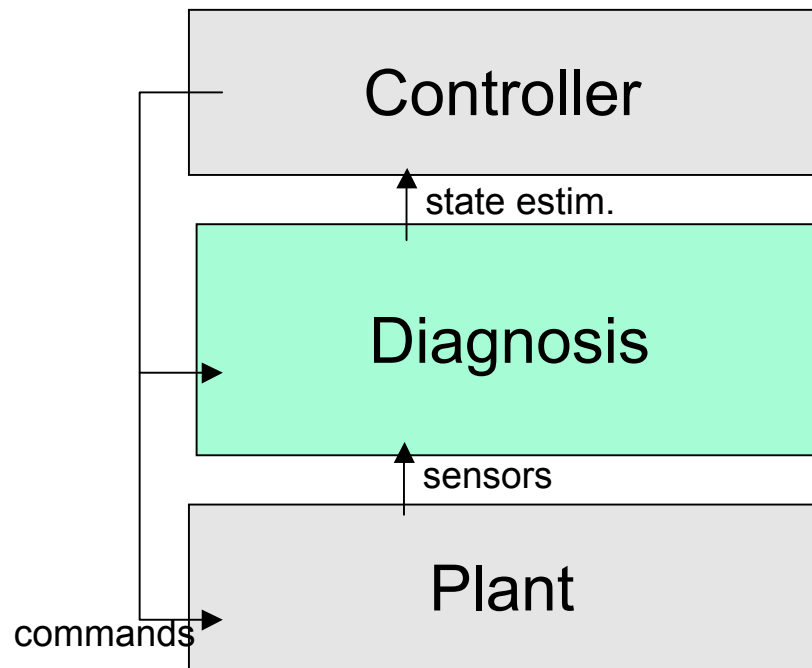 Controller
state estim.
Diagnosis
sensors
Plant
commands